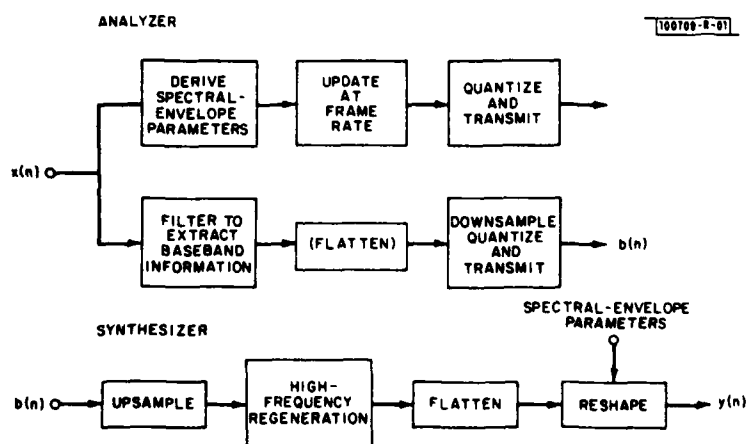 ANALYZER
100709-R-01
DERIVE
SPECTRAL-
ENVELOPE
PARAMETERS
UPDATE
AT
FRAME
RATE
QUANTIZE
AND
TRANSMIT
x(n)
FILTER TO
EXTRACT
BASEBAND
INFORMATION
(FLATTEN)
DOWNSAMPLE
QUANTIZE
AND
TRANSMIT
b(n)
SYNTHESIZER
SPECTRAL-ENVELOPE
PARAMETERS
b(n)
UPSAMPLE
HIGH-
FREQUENCY
REGENERATION
FLATTEN
RESHAPE
y(n)